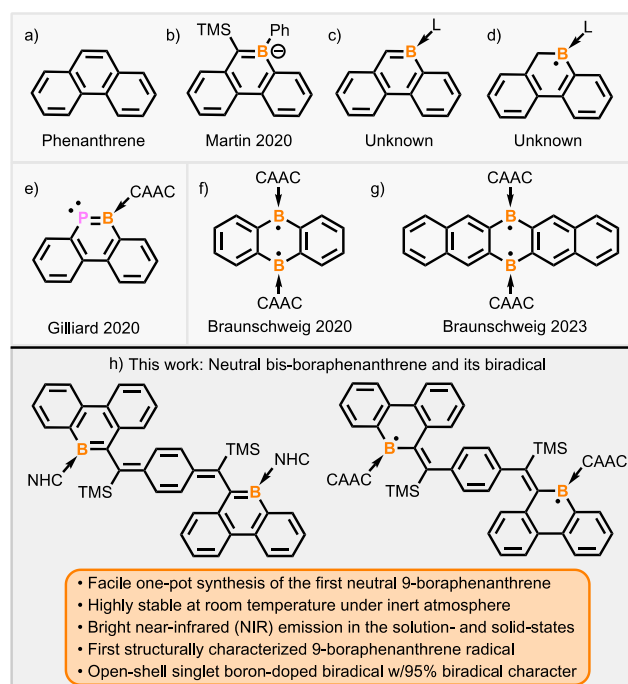 a)
Phenanthrene
b)
TMS
Ph
B
⊖
Martin 2020
c)
L
B
Unknown
d)
L
B
Unknown
e)
CAAC
P
B
Gilliard 2020
f)
CAAC
B
B
CAAC
Braunschweig 2020
g)
CAAC
B
B
CAAC
Braunschweig 2023
h) This work: Neutral bis-boraphenanthrene and its biradical
B
NHC
TMS
TMS
NHC
B
B
CAAC
TMS
TMS
CAAC
B
• Facile one-pot synthesis of the first neutral 9-boraphenanthrene
• Highly stable at room temperature under inert atmosphere
• Bright near-infrared (NIR) emission in the solution- and solid-states
• First structurally characterized 9-boraphenanthrene radical
• Open-shell singlet boron-doped biradical w/95% biradical character